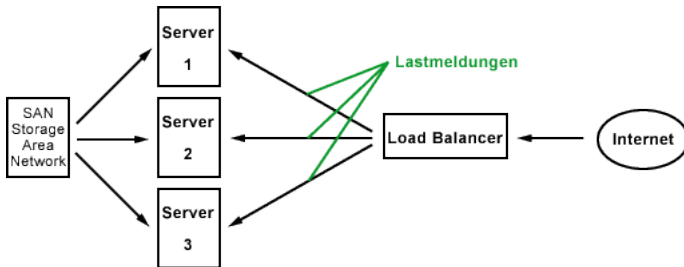 Server
1
Lastmeldungen
SAN
Storage
Area
Network
Server
2
Load Balancer
Internet
Server
3